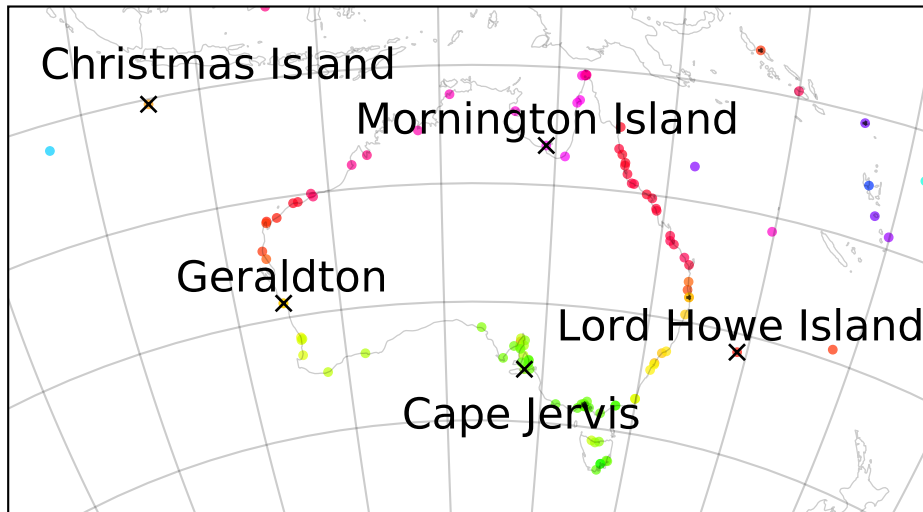 Christmas Island
Mornington Island
Geraldton
Lord Howe Island
Cape Jervis